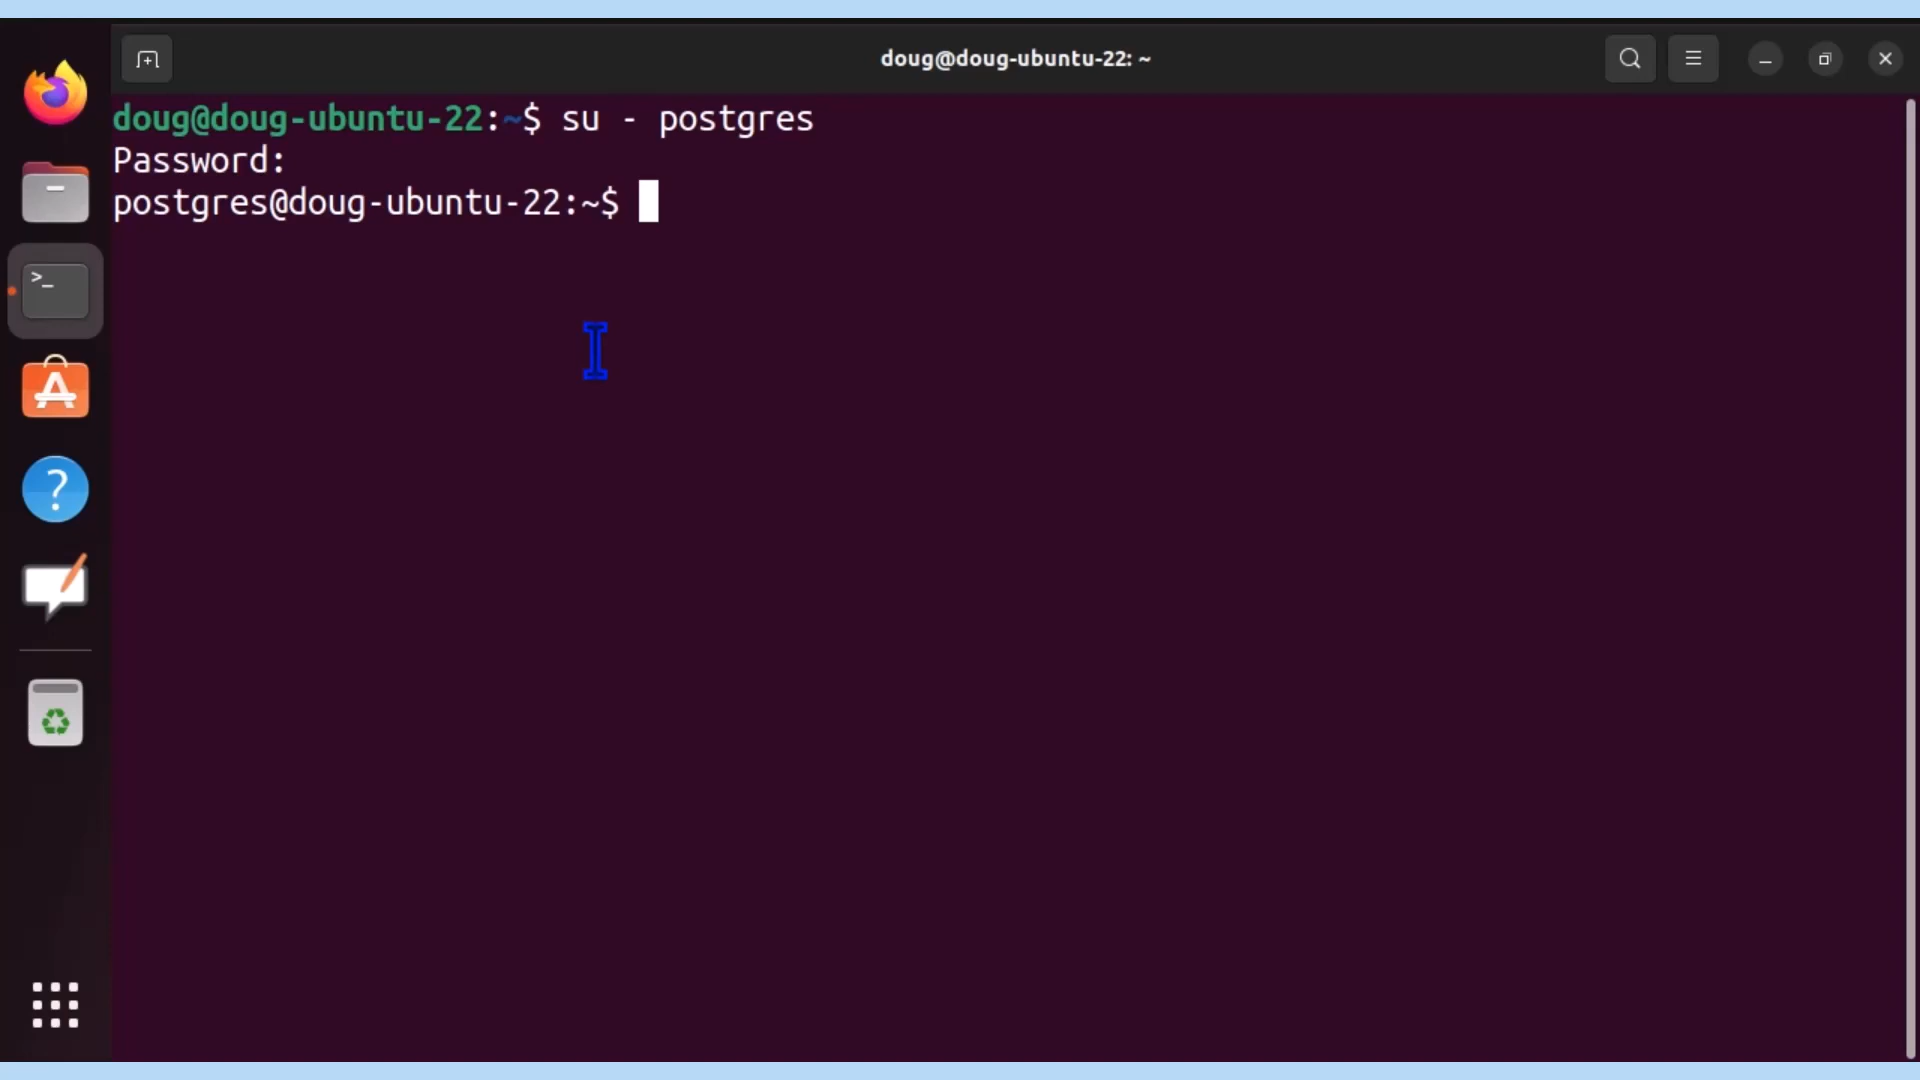 doug@doug-ubuntu-22: ~
doug@doug-ubuntu-22:~$ su - postgres
Password:
postgres@doug-ubuntu-22:~$